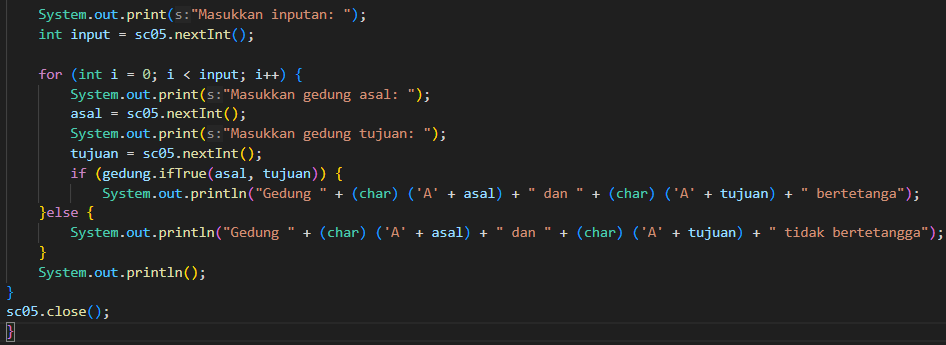 System.out.print(s:"Masukkan inputan: ");
int input = sc05.nextInt();
for (int i = 0; i < input; i++) {
System.out.print(s:"Masukkan gedung asal: ");
asal = sc05.nextInt();
System.out.print(s:"Masukkan gedung tujuan: ");
tujuan = sc05.nextInt();
if (gedung.ifTrue(asal, tujuan)) {
System.out.println("Gedung " + (char) ('A' + asal) + " dan " + (char) ('A' + tujuan) + " bertetanga");
}else {
System.out.println("Gedung " + (char) ('A' + asal) + " dan " + (char) ('A' + tujuan) + " tidak bertetangga");
}
System.out.println();
}
sc05.close();
}